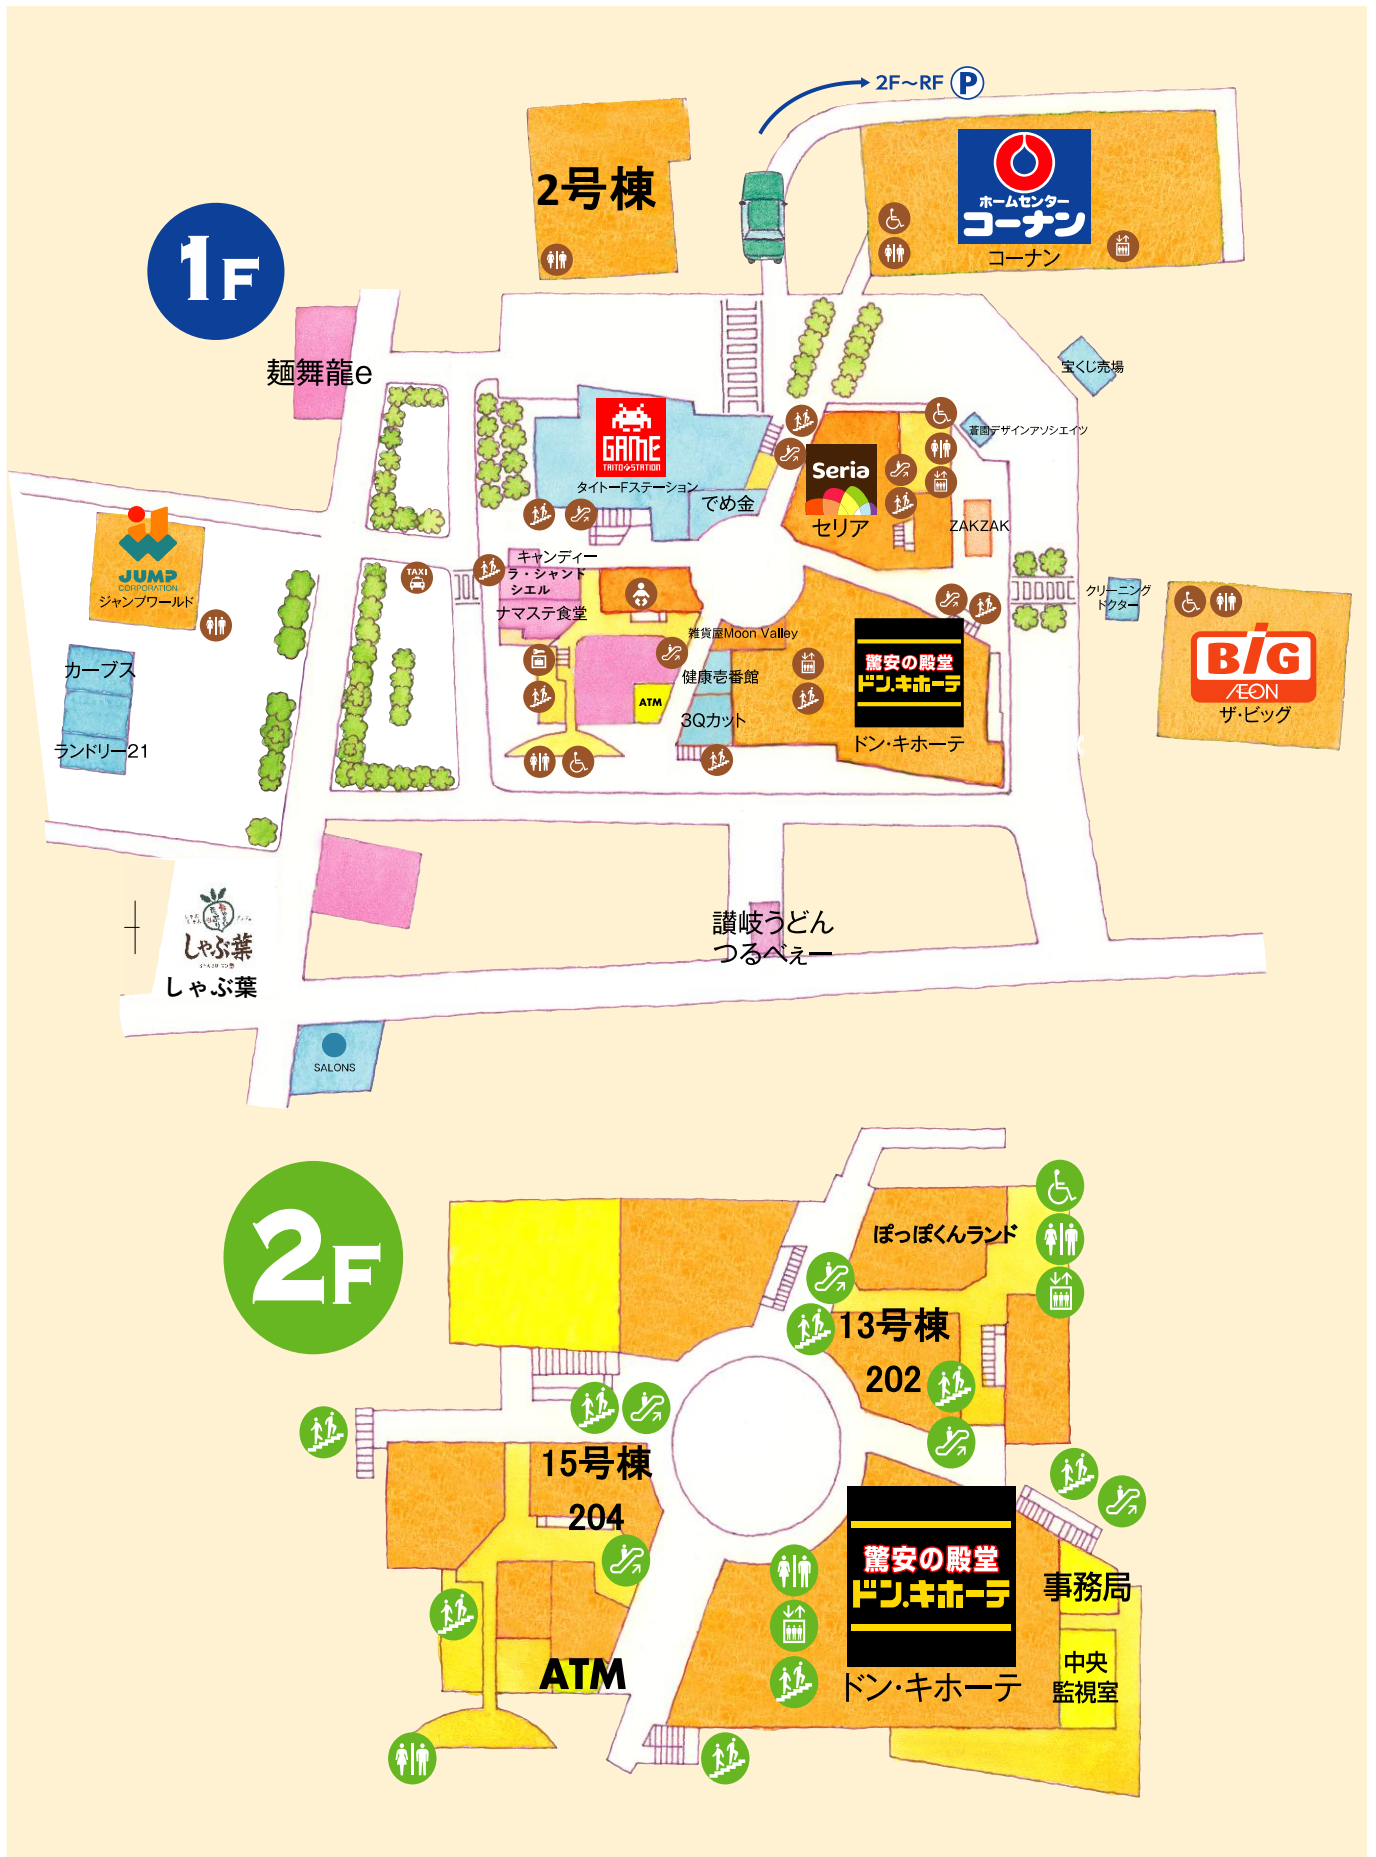 2F〜RF P
2号棟
ホームセンター
コーナン
コーナン
1F
麺舞龍e
宝くじ売場
蒼園デザインアソシエイツ
GAME
TAITO STATION
タイトーFステーション
でめ金
Seria
セリア
ZAKZAK
JUMP
CORPORATION
ジャンプワールド
TAXI
キャンディー
ラ・シャンド
シエル
ナマステ食堂
クリーニング
ドクター
BIG
ÆON
ザ・ビッグ
雑貨屋Moon Valley
健康壱番館
3Qカット
ATM
驚安の殿堂
ドン.キホーテ
ドン・キホーテ
カーブス
ランドリー21
しゃぶ葉
しゃぶ葉
讃岐うどん
つるべぇー
SALONS
2F
ぽっぽくんランド
13号棟
202
15号棟
204
驚安の殿堂
ドン.キホーテ
ドン・キホーテ
事務局
中央
監視室
ATM